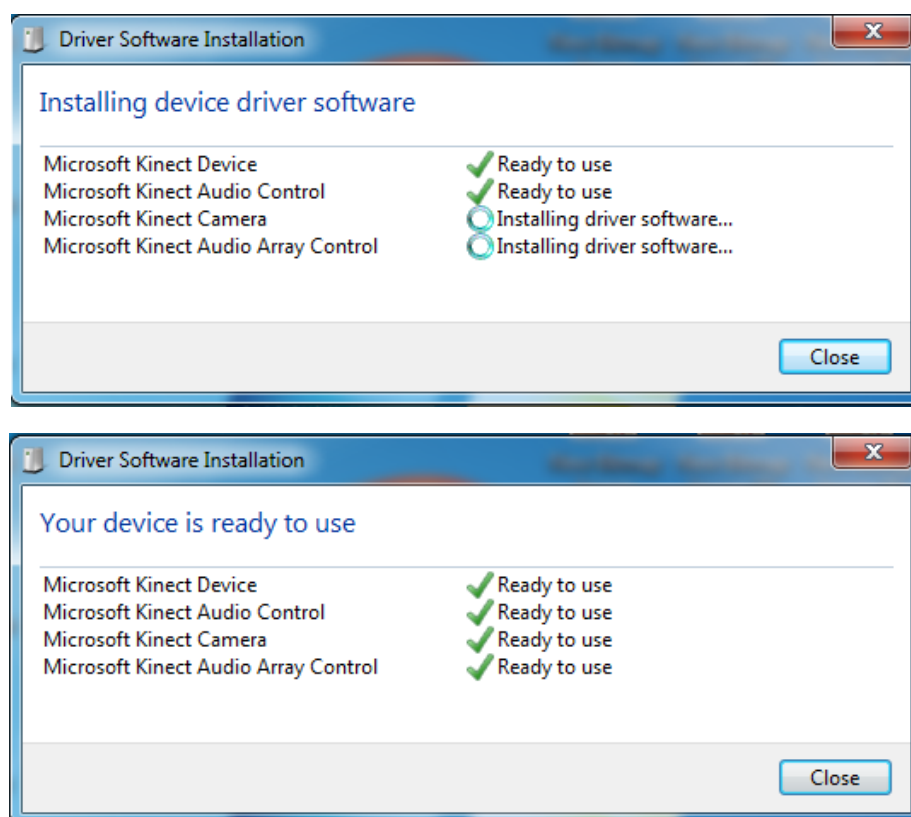 Driver Software Installation
Installing device driver software
Microsoft Kinect Device Ready to use
Microsoft Kinect Audio Control Ready to use
Microsoft Kinect Camera Installing driver software...
Microsoft Kinect Audio Array Control Installing driver software...
Close
Driver Software Installation
Your device is ready to use
Microsoft Kinect Device Ready to use
Microsoft Kinect Audio Control Ready to use
Microsoft Kinect Camera Ready to use
Microsoft Kinect Audio Array Control Ready to use
Close